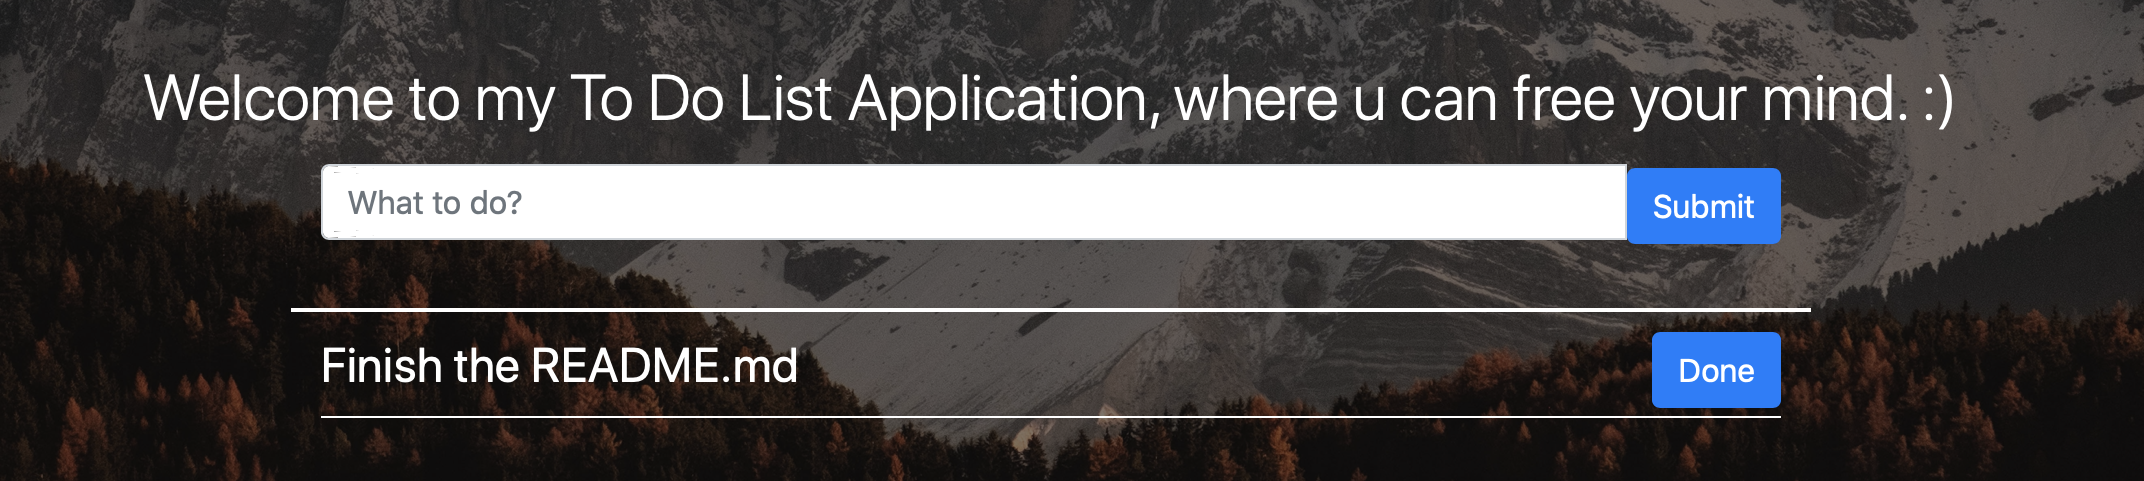 Welcome to my To Do List Application, where u can free your mind. :)
What to do?
Submit
Finish the README.md
Done